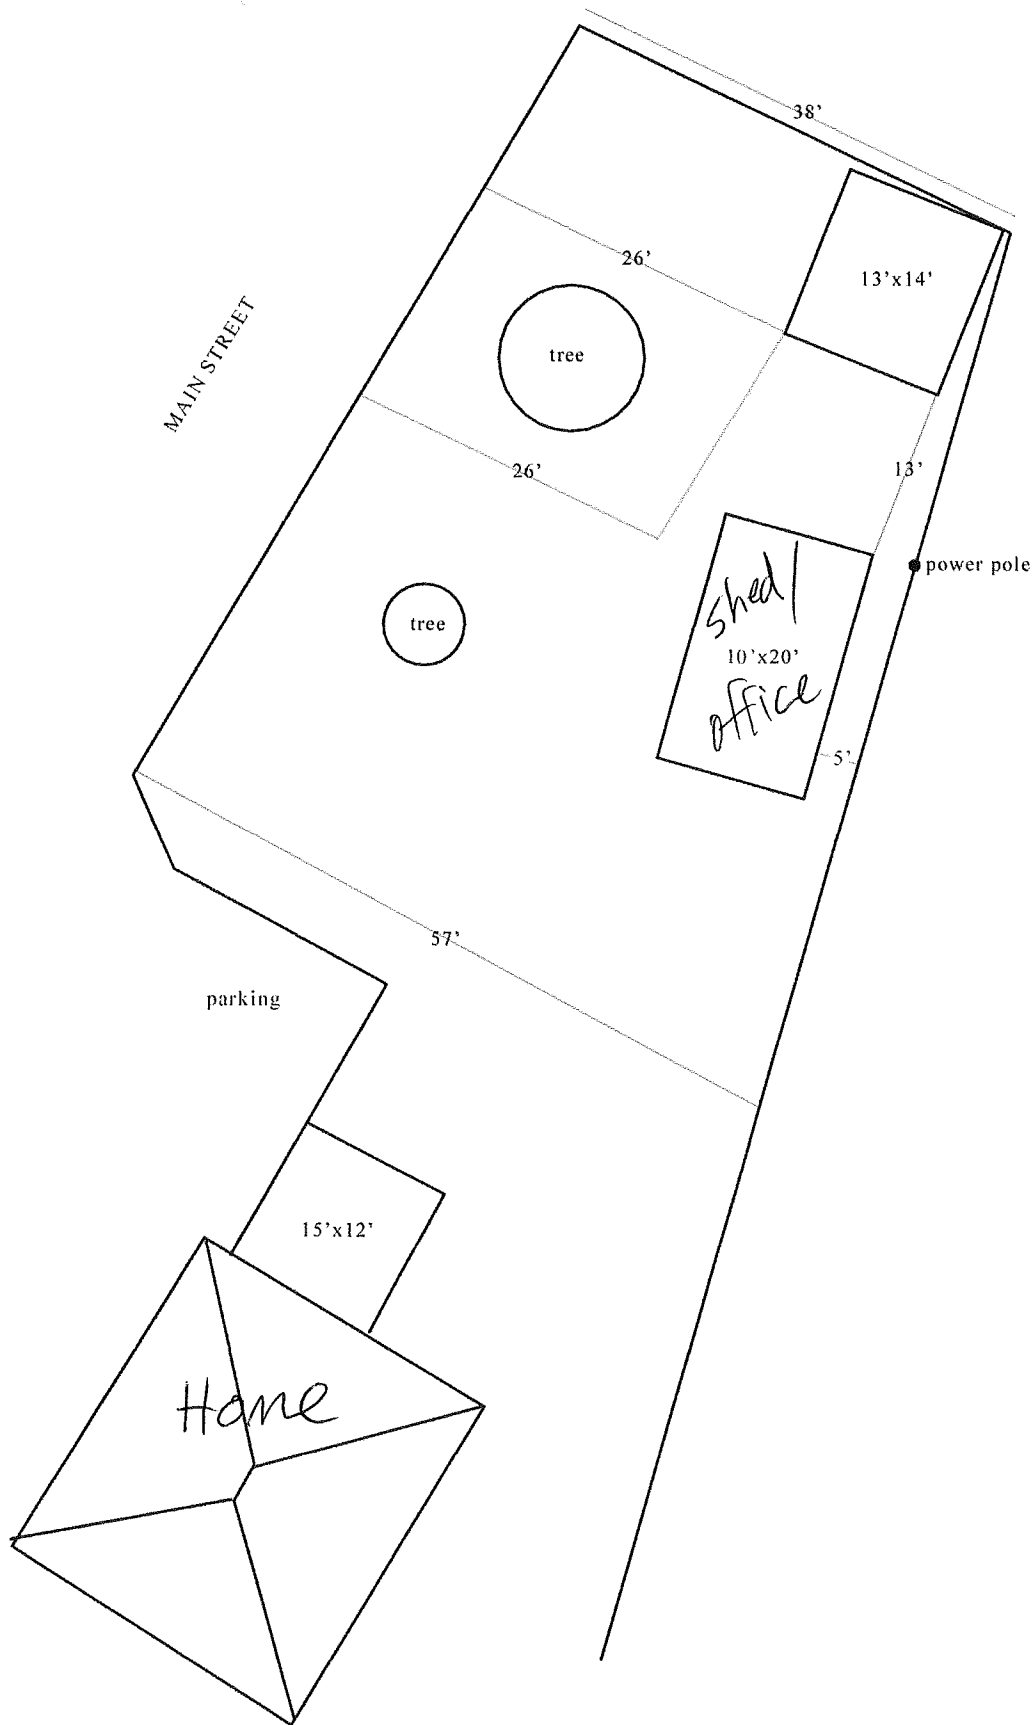 38'
13'x14'
26'
MAIN STREET
tree
26'
13'
power pole
shed/
10'x20'
office
tree
5'
57'
parking
15'x12'
Home